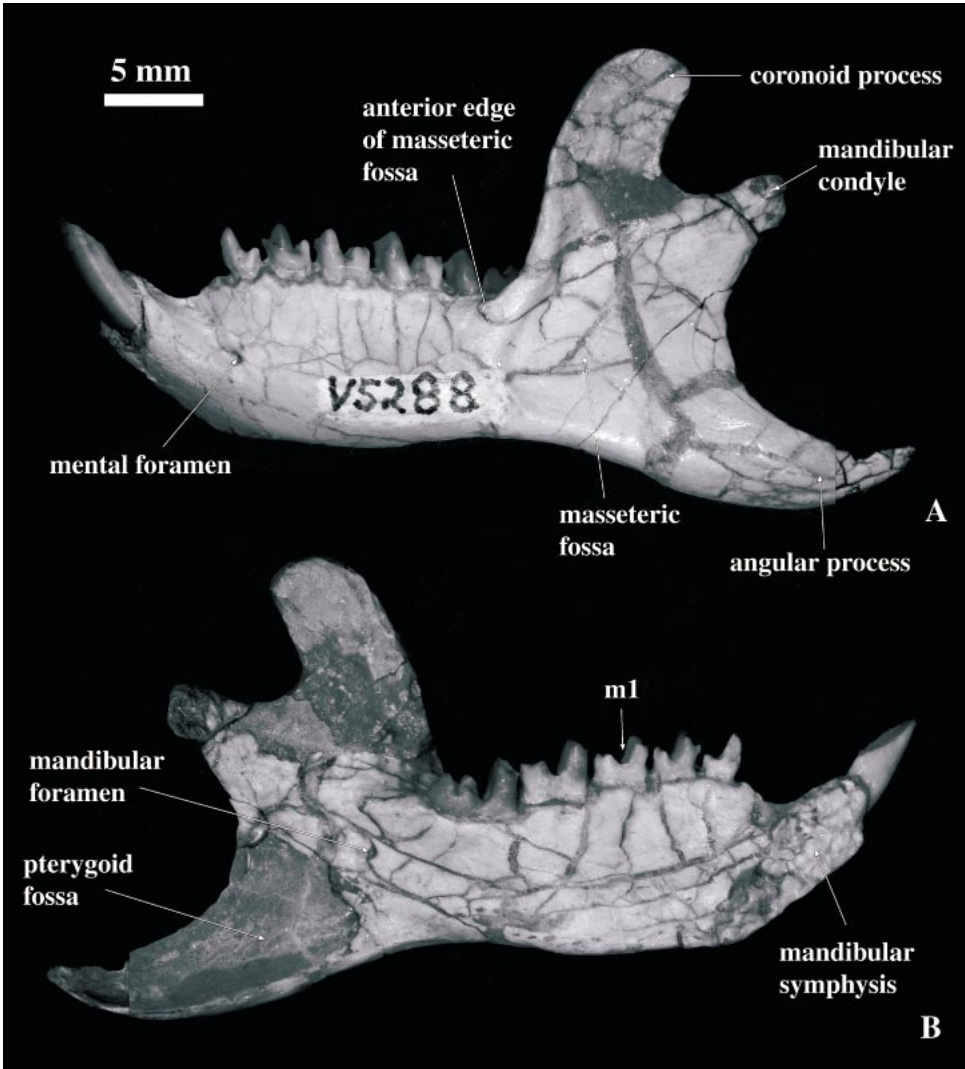 5 mm
coronoid process
anterior edge
of masseteric
fossa
mandibular
condyle
V5288
mental foramen
masseteric
fossa
angular process
A
m1
mandibular
foramen
pterygoid
fossa
mandibular
symphysis
B